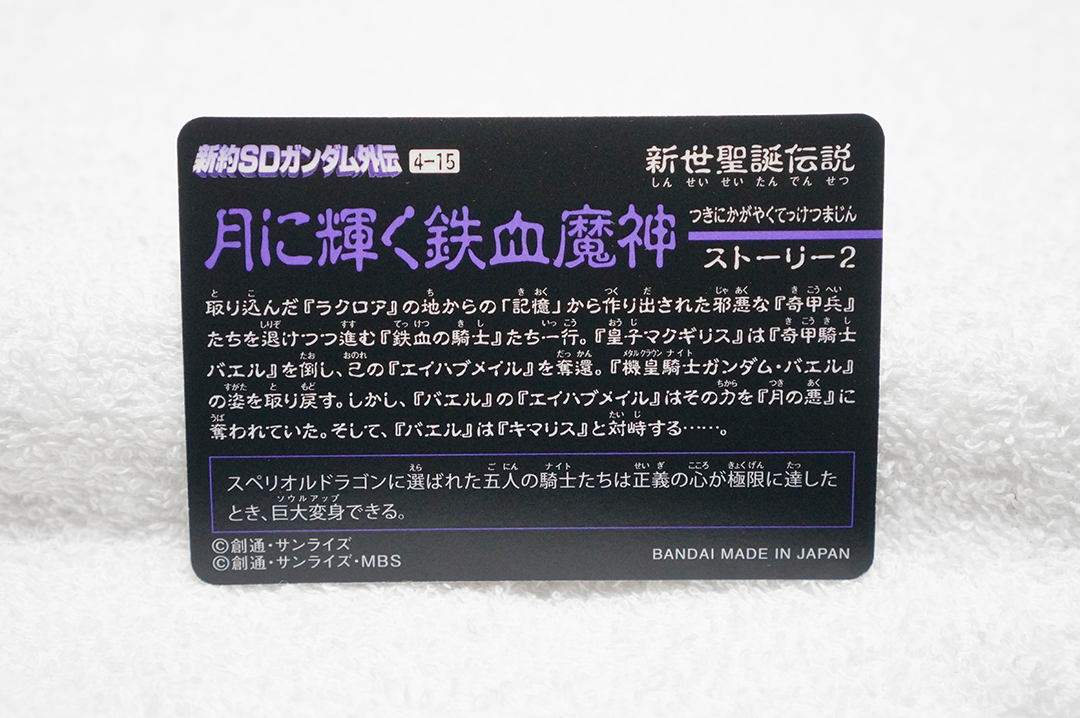 新約SDガンダム外伝 4-15
新世聖誕伝説
しんせいせいたんでんせつ
月に輝く鉄血魔神
つきにかがやくてっけつまじん
ストーリー2
取り込んだ『ラクロア』の地からの「記憶」から作り出された邪悪な『奇甲兵』
たちを退けつつ進む『鉄血の騎士』たち一行。『皇子マクギリス』は『奇甲騎士
バエル』を倒し、己の『エイハブメイル』を奪還。『機皇騎士ガンダム・バエル』
の姿を取り戻す。しかし、『バエル』の『エイハブメイル』はその力を『月の悪』に
奪われていた。そして、『バエル』は『キマリス』と対峙する……。
スペリオルドラゴンに選ばれた五人の騎士たちは正義の心が極限に達した
とき、巨大変身できる。
©創通・サンライズ
©創通・サンライズ・MBS
BANDAI MADE IN JAPAN